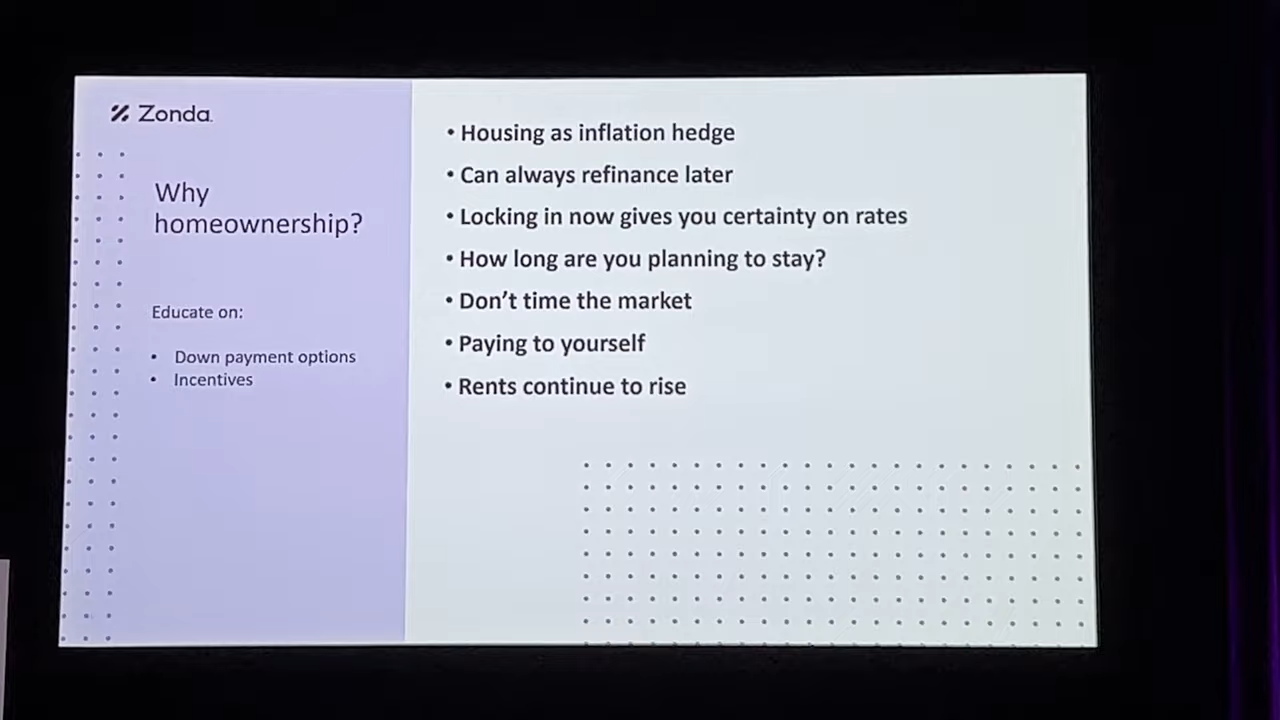 Zonda.
Why
homeownership?
Educate on:
• Down payment options
• Incentives
• Housing as inflation hedge
• Can always refinance later
• Locking in now gives you certainty on rates
• How long are you planning to stay?
• Don’t time the market
• Paying to yourself
• Rents continue to rise